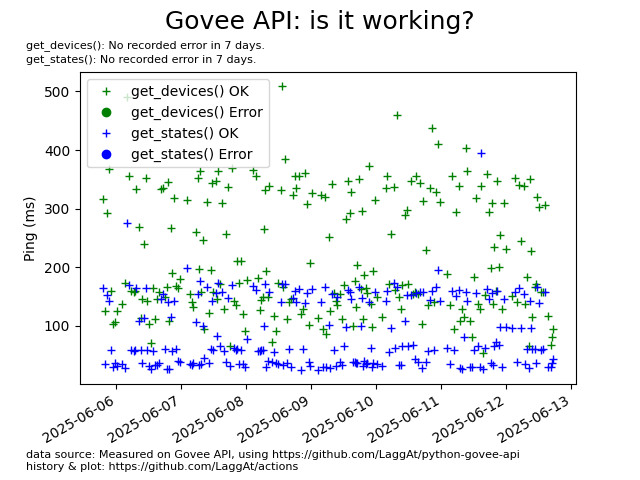 Govee API: is it working?
get_devices(): No recorded error in 7 days.
get_states(): No recorded error in 7 days.
get_devices() OK
get_devices() Error
get_states() OK
get_states() Error
Ping (ms)
500
400
300
200
100
2025-06-06
2025-06-07
2025-06-08
2025-06-09
2025-06-10
2025-06-11
2025-06-12
2025-06-13
data source: Measured on Govee API, using https://github.com/LaggAt/python-govee-api
history & plot: https://github.com/LaggAt/actions